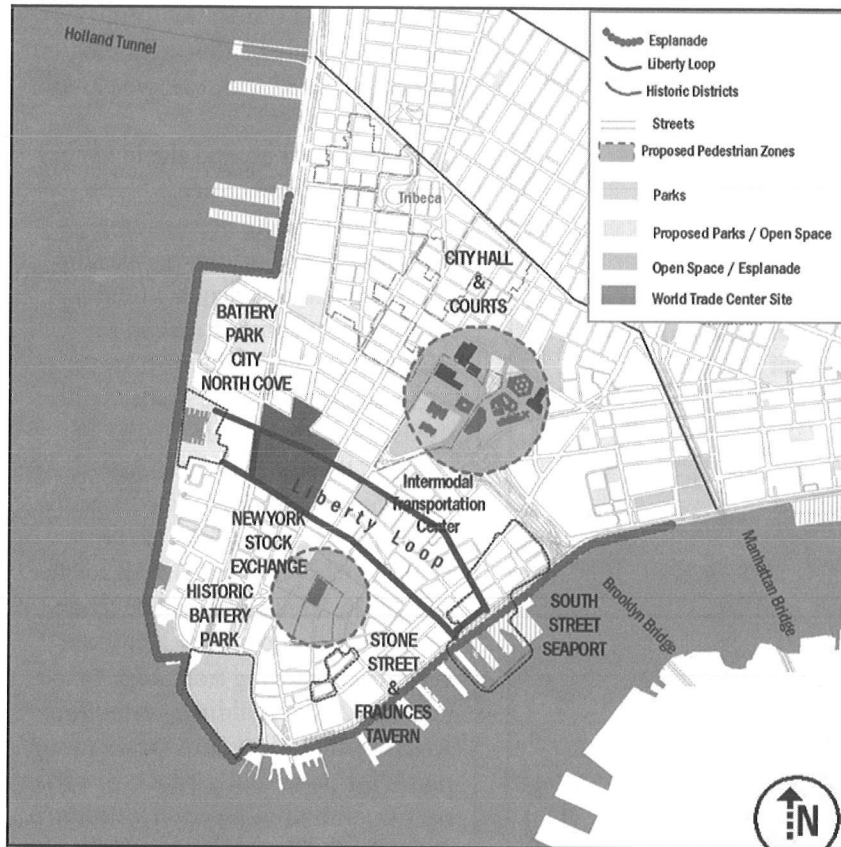 Holland Tunnel
Esplanade
Liberty Loop
Historic Districts
Streets
Proposed Pedestrian Zones
Parks
Proposed Parks / Open Space
Open Space / Esplanade
World Trade Center Site
Tribeca
CITY HALL
&
COURTS
BATTERY
PARK
CITY
NORTH COVE
Intermodal
Transportation
Center
Liberty Loop
NEW YORK
STOCK
EXCHANGE
HISTORIC
BATTERY
PARK
STONE
STREET
&
FRAUNCES
TAVERN
SOUTH
STREET
SEAPORT
Brooklyn Bridge
Manhattan Bridge
N